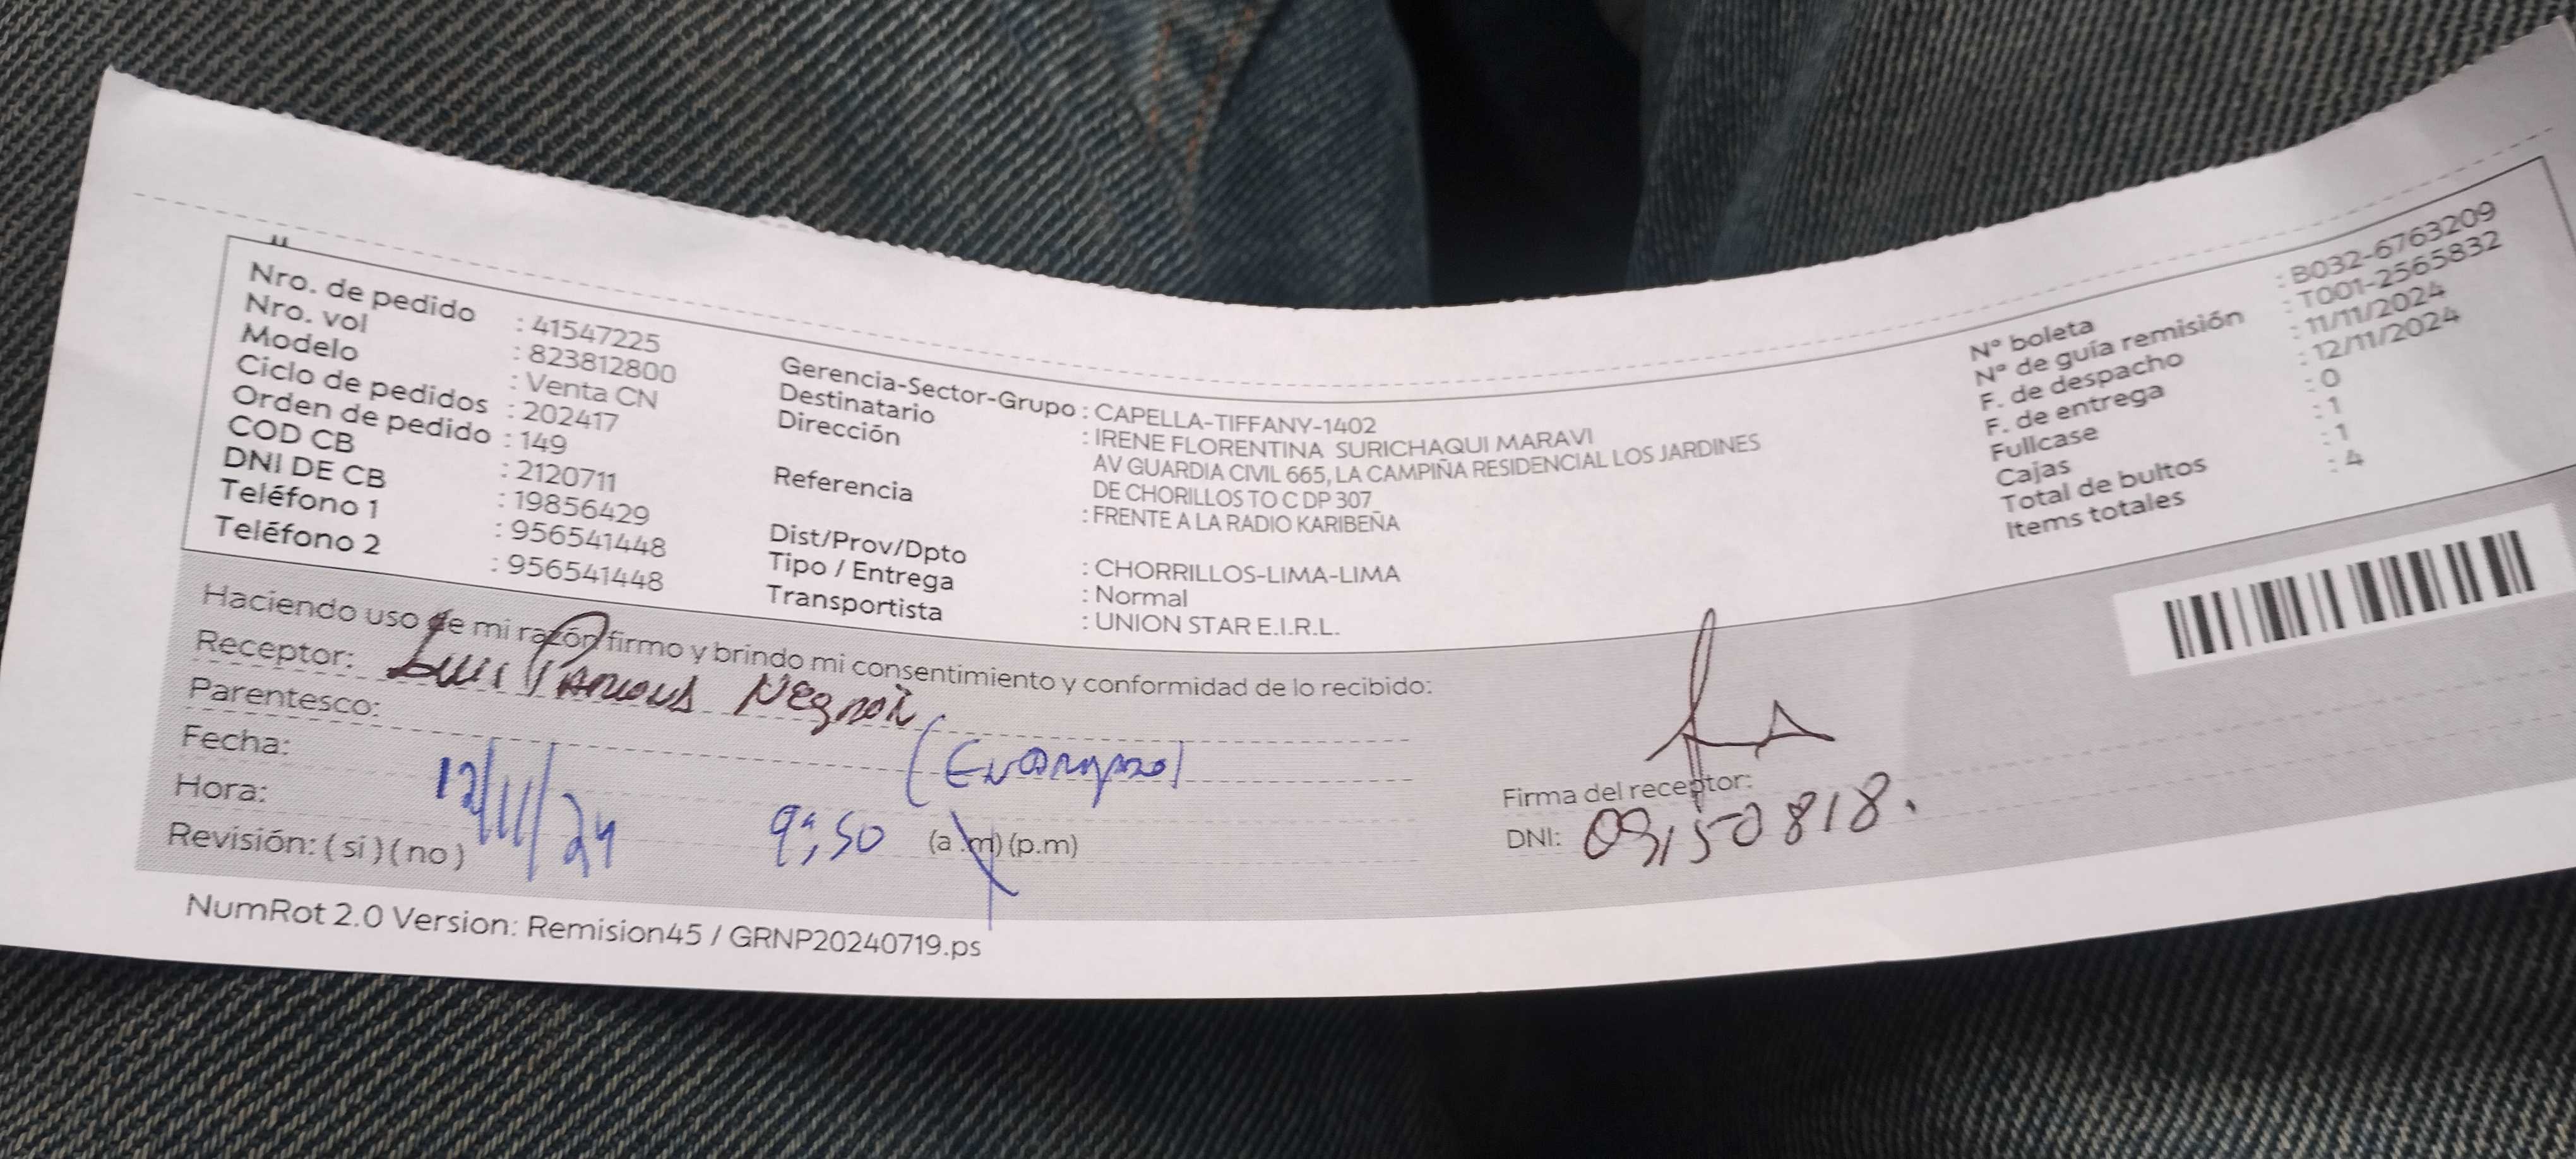 Nro. de pedido : 41547225
Nro. vol : 823812800
Modelo : Venta CN
Ciclo de pedidos : 202417
Orden de pedido : 149
COD CB : 2120711
DNI DE CB : 19856429
Teléfono 1 : 956541448
Teléfono 2 : 956541448
Gerencia-Sector-Grupo : CAPELLA-TIFFANY-1402
Destinatario : IRENE FLORENTINA SURICHAQUI MARAVI
Dirección AV GUARDIA CIVIL 665, LA CAMPIÑA RESIDENCIAL LOS JARDINES
DE CHORILLOS TO C DP 307
Referencia : FRENTE A LA RADIO KARIBEÑA
Dist/Prov/Dpto : CHORRILLOS-LIMA-LIMA
Tipo / Entrega : Normal
Transportista : UNION STAR E.I.R.L.
N° boleta : B032-6763209
N° de guía remisión : T001-2565832
F. de despacho : 11/11/2024
F. de entrega : 12/11/2024
Fullcase : 0
Cajas : 1
Total de bultos : 1
Items totales : 4
Haciendo uso de mi razón firmo y brindo mi consentimiento y conformidad de lo recibido:
Receptor: Luis Negrón
Parentesco:
Fecha: 12/11/24
Hora: 9:50 (a.m) (p.m)
Revisión: ( si ) ( no )
Firma del receptor:
DNI: 09150818.
NumRot 2.0 Version: Remision45 / GRNP20240719.ps